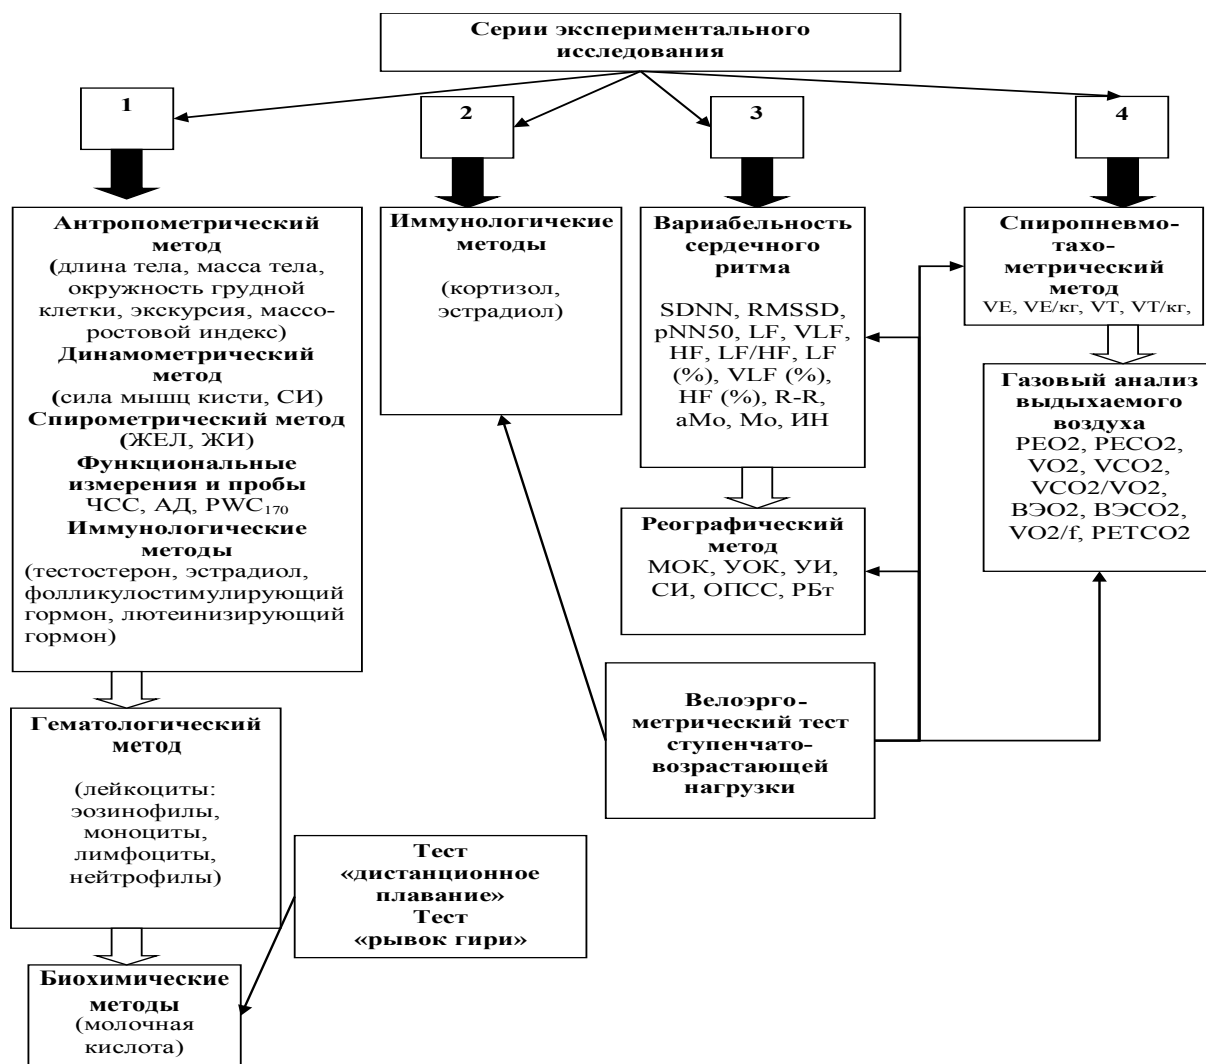 Серии экспериментального
исследования
1
2
3
4
Антропометрический
метод
(длина тела, масса тела,
окружность грудной
клетки, экскурсия, массо-
ростовой индекс)
Динамометрический
метод
(сила мышц кисти, СИ)
Спирометрический метод
(ЖЕЛ, ЖИ)
Функциональные
измерения и пробы
ЧСС, АД, PWC₁₇₀
Иммунологические
методы
(тестостерон, эстрадиол,
фолликулостимулирующий
гормон, лютеинизирующий
гормон)
Гематологический
метод
(лейкоциты:
эозинофилы,
моноциты,
лимфоциты,
нейтрофилы)
Биохимические
методы
(молочная
кислота)
Тест
«дистанционное
плавание»
Тест
«рывок гири»
Иммунологичекие
методы
(кортизол,
эстрадиол)
Вариабельность
сердечного
ритма
SDNN, RMSSD,
pNN50, LF, VLF,
HF, LF/HF, LF
(%), VLF (%),
HF (%), R-R,
аМо, Мо, ИН
Реографический
метод
МОК, УОК, УИ,
СИ, ОПСС, РБт
Велоэрго-
метрический тест
ступенчато-
возрастающей
нагрузки
Спиропневмо-
тахо-
метрический
метод
VE, VE/кг, VT, VT/кг,
Газовый анализ
выдыхаемого
воздуха
PEO2, PECO2,
VO2, VCO2,
VCO2/VO2,
ВЭО2, ВЭСО2,
VO2/f, PETCO2